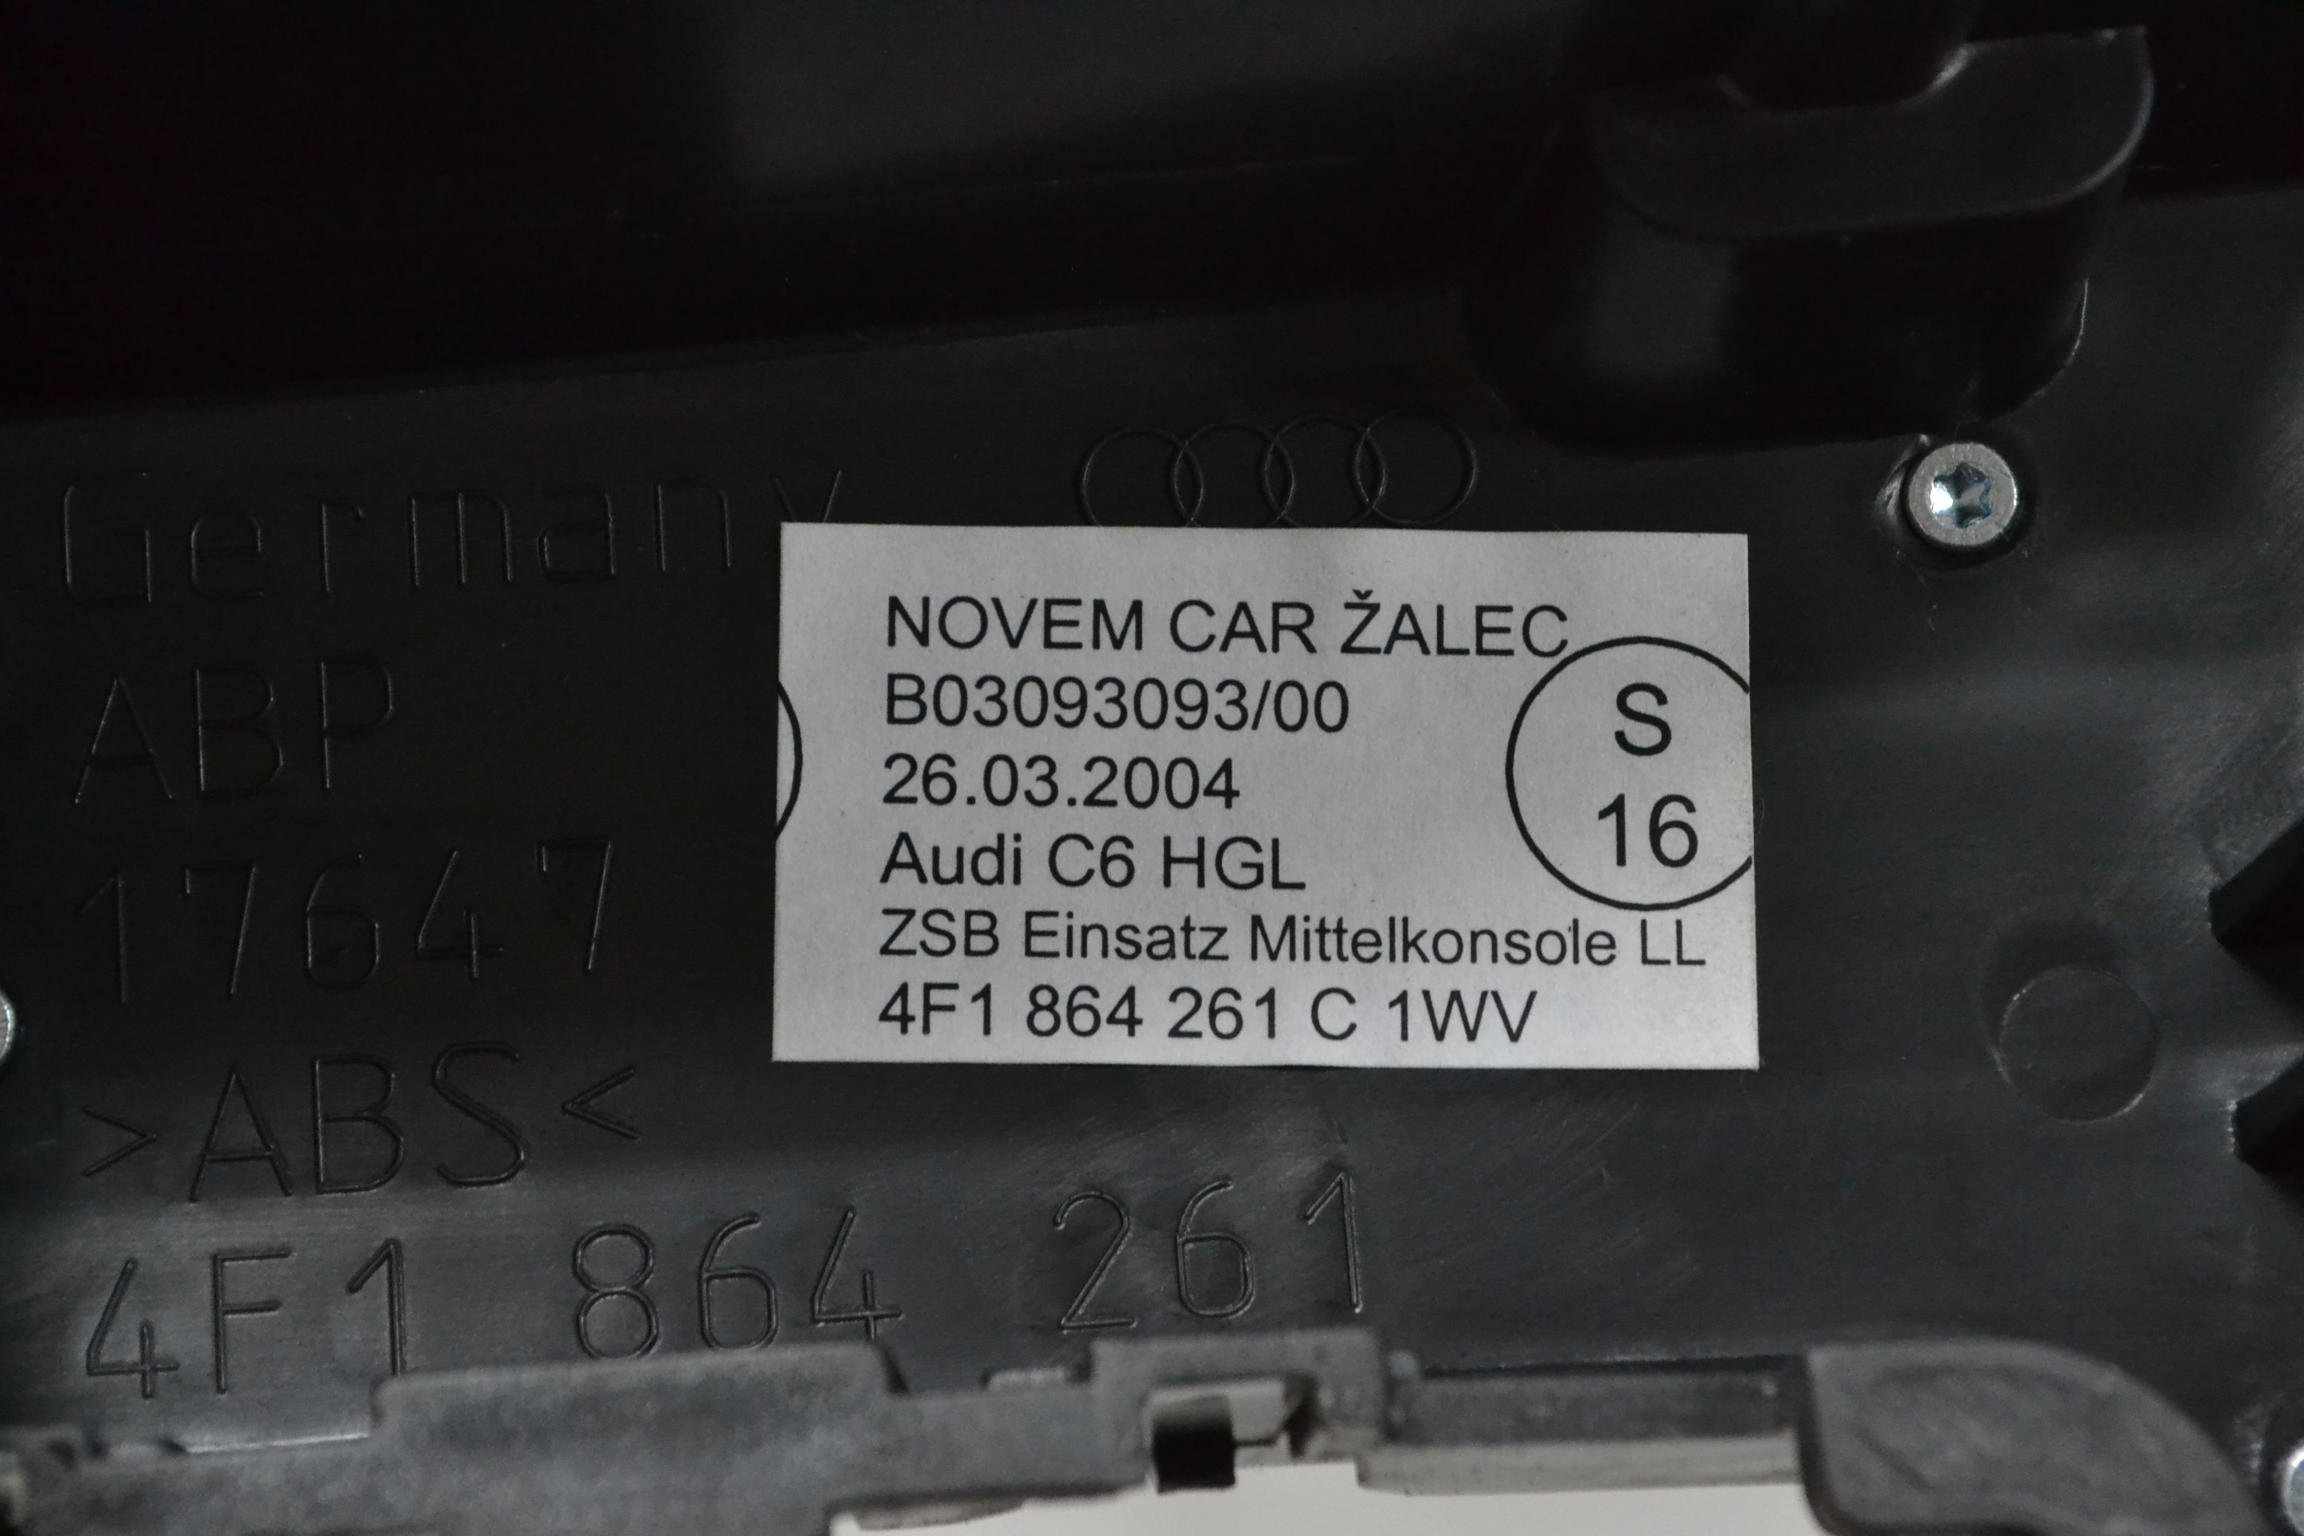 Germany
ABP
17647
>ABS<
4F1 864 261
NOVEM CAR ŽALEC
B03093093/00
26.03.2004
Audi C6 HGL
ZSB Einsatz Mittelkonsole LL
4F1 864 261 C 1WV
S
16